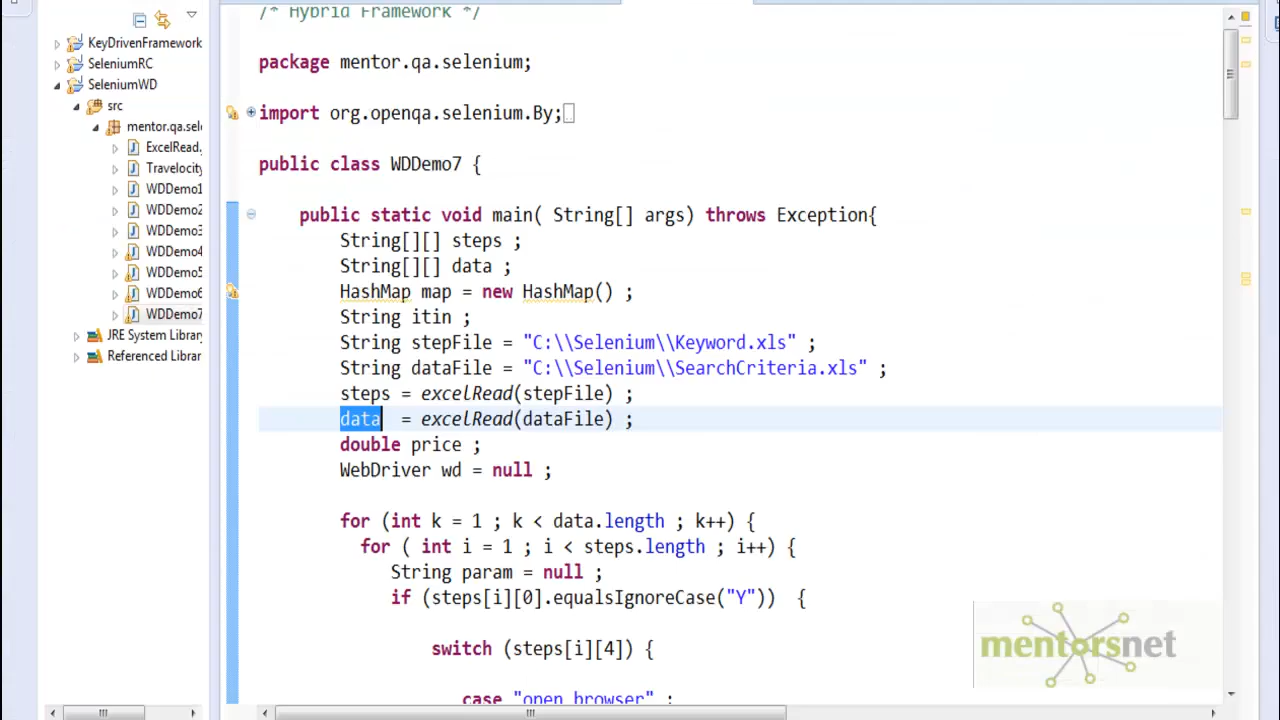 KeyDrivenFramework
SeleniumRC
SeleniumWD
src
mentor.qa.sel
ExcelRead.
Travelocity
WDDemo1
WDDemo2
WDDemo3
WDDemo4
WDDemo5
WDDemo6
WDDemo7
JRE System Library
Referenced Librar
/* Hybrid Framework */
package mentor.qa.selenium;
import org.openqa.selenium.By;
public class WDDemo7 {
public static void main( String[] args) throws Exception{
String[][] steps ;
String[][] data ;
HashMap map = new HashMap() ;
String itin ;
String stepFile = "C:\\Selenium\\Keyword.xls" ;
String dataFile = "C:\\Selenium\\SearchCriteria.xls" ;
steps = excelRead(stepFile) ;
data = excelRead(dataFile) ;
double price ;
WebDriver wd = null ;
for (int k = 1 ; k < data.length ; k++) {
for ( int i = 1 ; i < steps.length ; i++) {
String param = null ;
if (steps[i][0].equalsIgnoreCase("Y")) {
switch (steps[i][4]) {
case "open_browser" :
mentorsnet